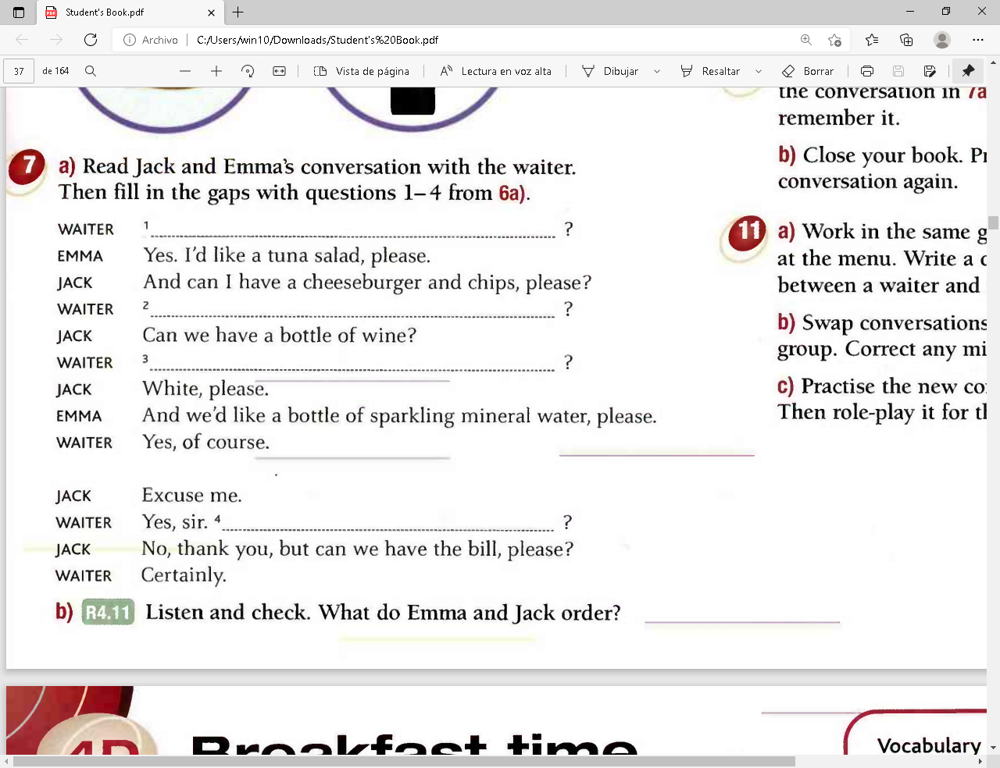 Student's Book.pdf
Archivo C:/Users/win10/Downloads/Student's%20Book.pdf
37 de 164 Vista de página Lectura en voz alta Dibujar Resaltar Borrar
the conversation in 7a
remember it.
7 a) Read Jack and Emma's conversation with the waiter.
Then fill in the gaps with questions 1–4 from 6a).
WAITER 1 ?
EMMA Yes. I'd like a tuna salad, please.
JACK And can I have a cheeseburger and chips, please?
WAITER 2 ?
JACK Can we have a bottle of wine?
WAITER 3 ?
JACK White, please.
EMMA And we'd like a bottle of sparkling mineral water, please.
WAITER Yes, of course.
JACK Excuse me.
WAITER Yes, sir. 4 ?
JACK No, thank you, but can we have the bill, please?
WAITER Certainly.
b) R4.11 Listen and check. What do Emma and Jack order?
b) Close your book. Pr
conversation again.
11 a) Work in the same g
at the menu. Write a c
between a waiter and
b) Swap conversations
group. Correct any mi
c) Practise the new co
Then role-play it for th
4D Breakfast time
Vocabulary